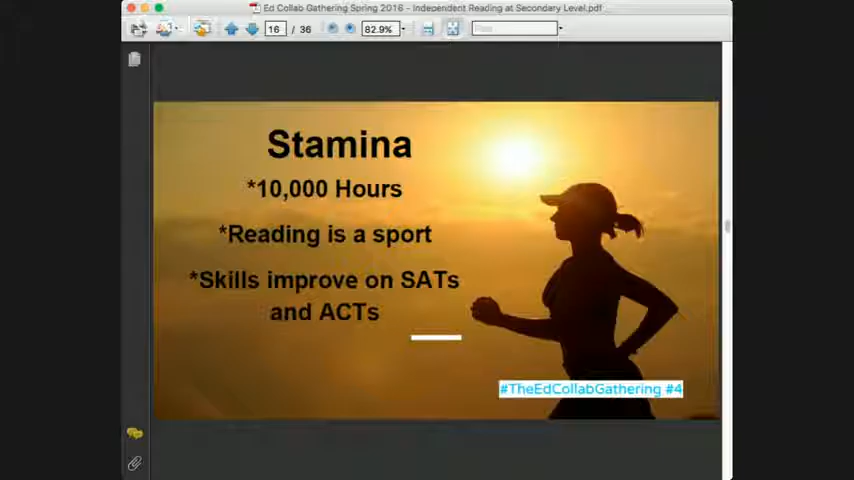 Ed Collab Gathering Spring 2016 - Independent Reading at Secondary Level.pdf
16 / 36
82.9%
Stamina
*10,000 Hours
*Reading is a sport
*Skills improve on SATs
and ACTs
#TheEdCollabGathering #4